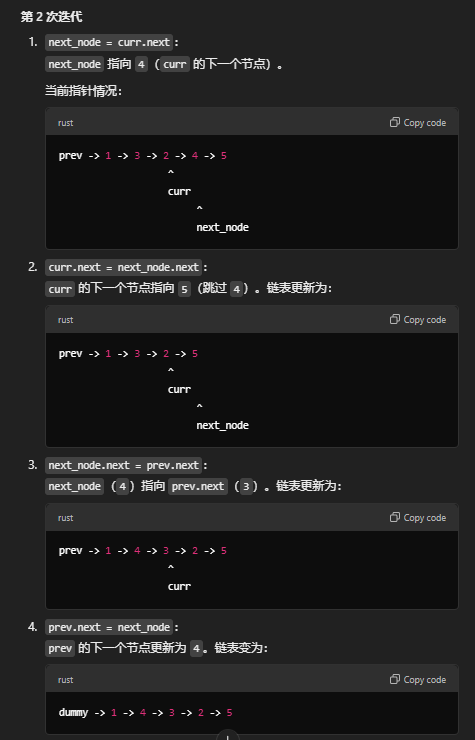 第 2 次迭代
1. next_node = curr.next：
next_node 指向 4（curr 的下一个节点）。
当前指针情况：
rust Copy code
prev -> 1 -> 3 -> 2 -> 4 -> 5
^
curr
^
next_node
2. curr.next = next_node.next：
curr 的下一个节点指向 5（跳过 4）。链表更新为：
rust Copy code
prev -> 1 -> 3 -> 2 -> 5
^
curr
^
next_node
3. next_node.next = prev.next：
next_node（4）指向 prev.next（3）。链表更新为：
rust Copy code
prev -> 1 -> 4 -> 3 -> 2 -> 5
^
curr
4. prev.next = next_node：
prev 的下一个节点更新为 4。链表变为：
rust Copy code
dummy -> 1 -> 4 -> 3 -> 2 -> 5